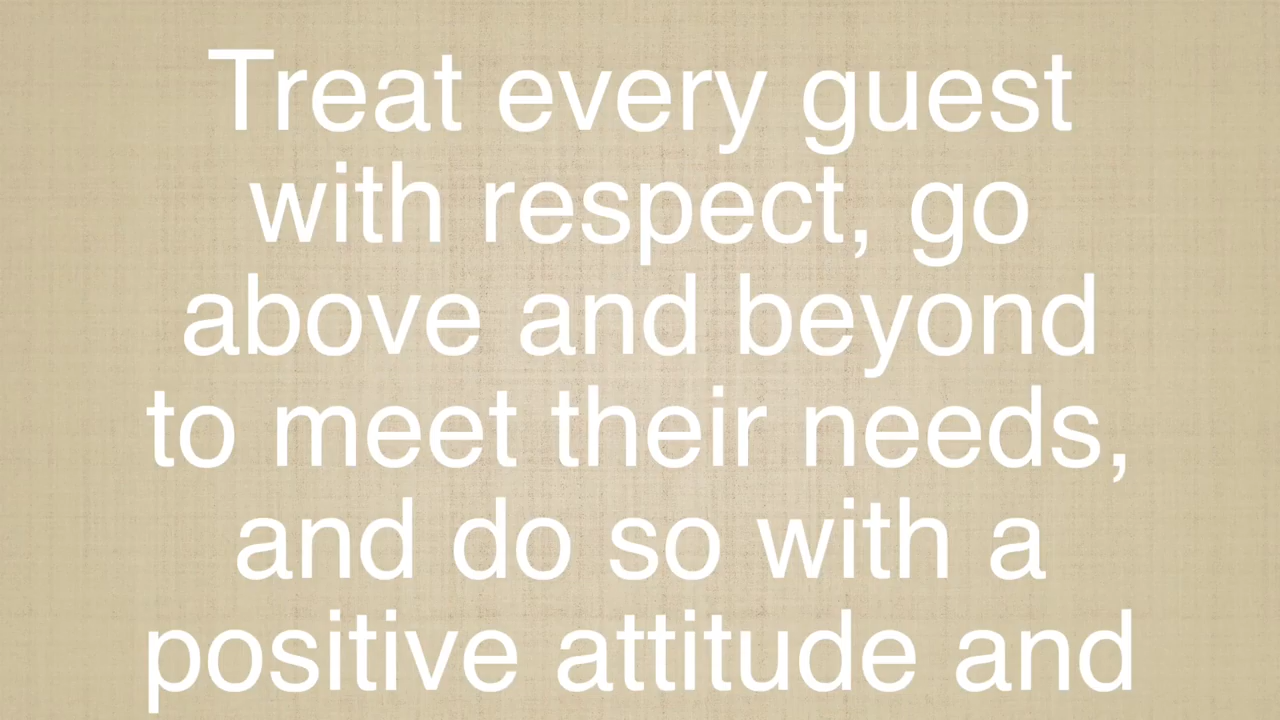 Treat every guest
with respect, go
above and beyond
to meet their needs,
and do so with a
positive attitude and